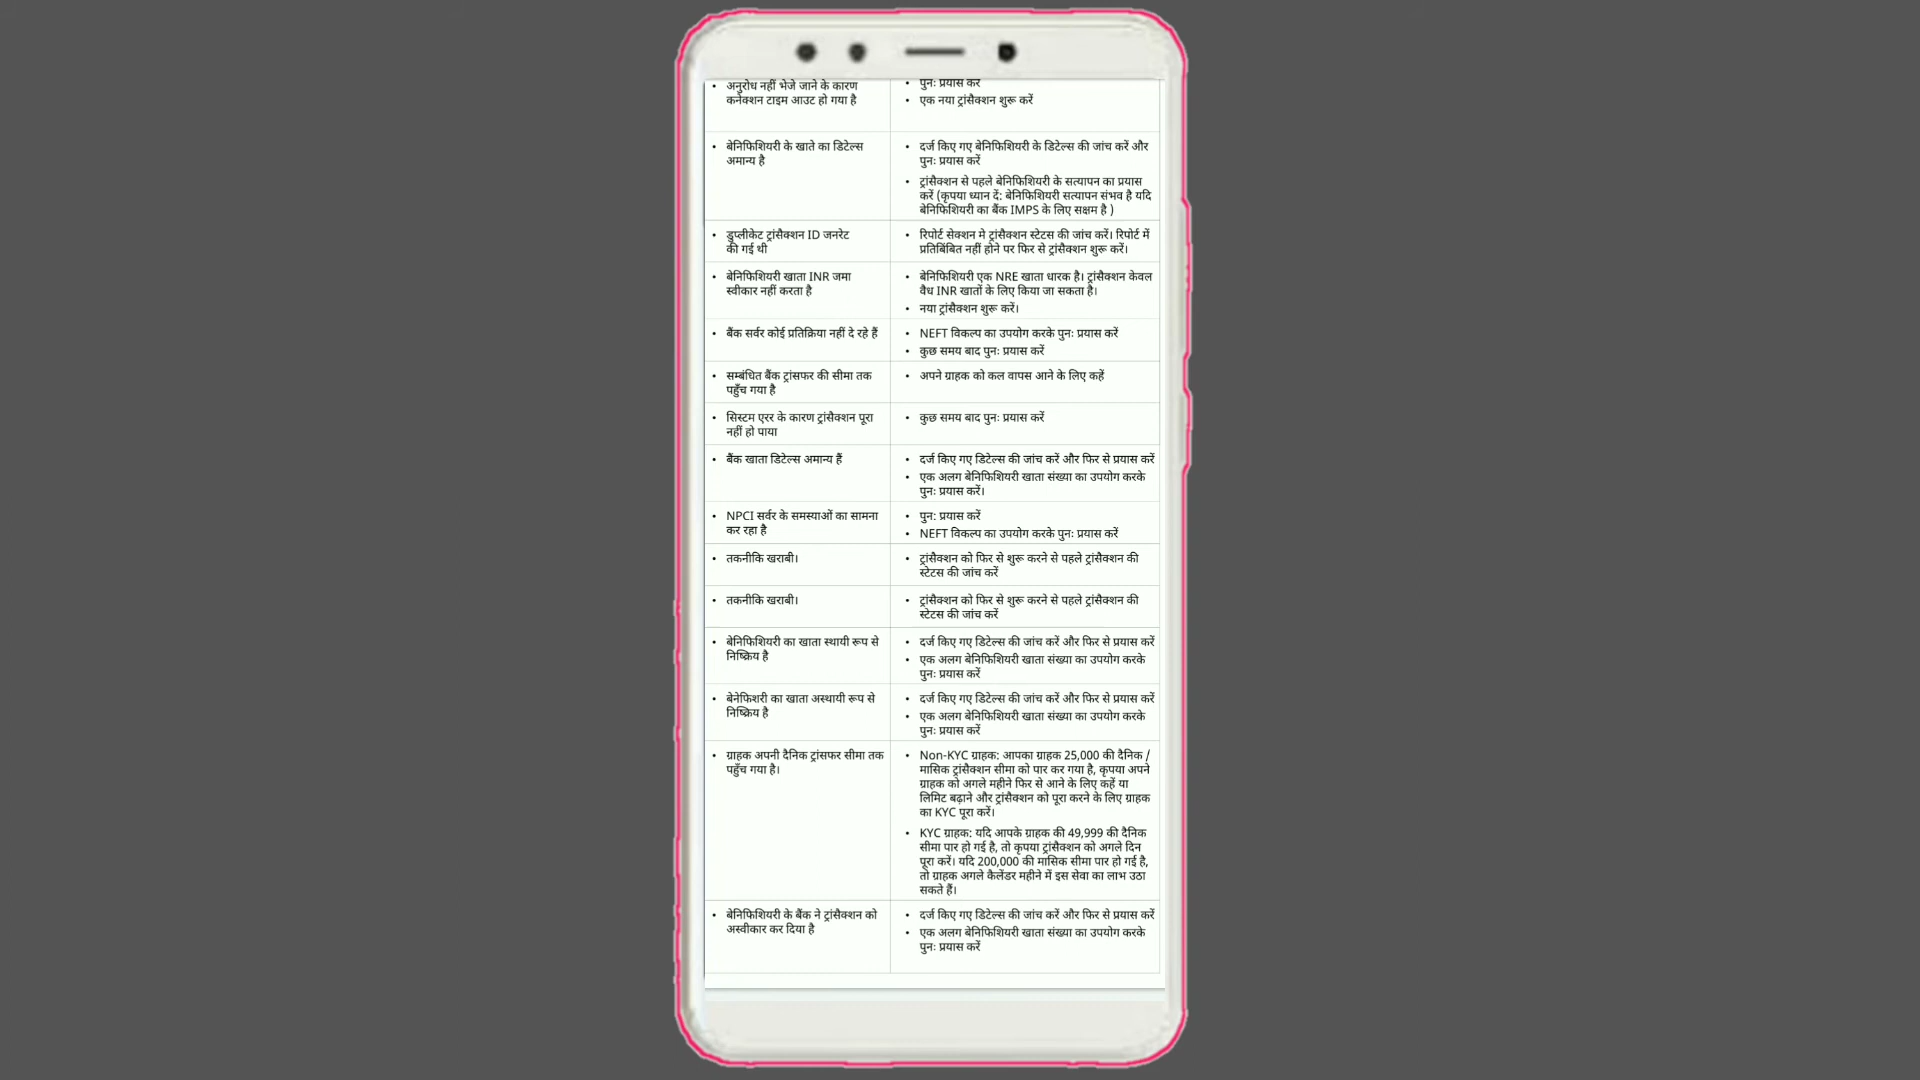 • अनुरोध नहीं भेजे जाने के कारण
कनेक्शन टाइम आउट हो गया है
• पुनः प्रयास करें
• एक नया ट्रांसैक्शन शुरू करें
• बेनिफिशियरी के खाते का डिटेल्स
अमान्य है
• दर्ज किए गए बेनिफिशियरी के डिटेल्स की जांच करें और
पुनः प्रयास करें
• ट्रांसैक्शन से पहले बेनिफिशियरी के सत्यापन का प्रयास
करें (कृपया ध्यान दें: बेनिफिशियरी सत्यापन संभव है यदि
बेनिफिशियरी का बैंक IMPS के लिए सक्षम है )
• डुप्लीकेट ट्रांसैक्शन ID जनरेट
की गई थी
• रिपोर्ट सेक्शन मे ट्रांसैक्शन स्टेटस की जांच करें। रिपोर्ट में
प्रतिबिंबित नहीं होने पर फिर से ट्रांसैक्शन शुरू करें।
• बेनिफिशियरी खाता INR जमा
स्वीकार नहीं करता है
• बेनिफिशियरी एक NRE खाता धारक है। ट्रांसैक्शन केवल
वैध INR खातों के लिए किया जा सकता है।
• नया ट्रांसैक्शन शुरू करें।
• बैंक सर्वर कोई प्रतिक्रिया नहीं दे रहे हैं
• NEFT विकल्प का उपयोग करके पुनः प्रयास करें
• कुछ समय बाद पुनः प्रयास करें
• सम्बंधित बैंक ट्रांसफर की सीमा तक
पहुँच गया है
• अपने ग्राहक को कल वापस आने के लिए कहें
• सिस्टम एरर के कारण ट्रांसैक्शन पूरा
नहीं हो पाया
• कुछ समय बाद पुनः प्रयास करें
• बैंक खाता डिटेल्स अमान्य हैं
• दर्ज किए गए डिटेल्स की जांच करें और फिर से प्रयास करें
• एक अलग बेनिफिशियरी खाता संख्या का उपयोग करके
पुनः प्रयास करें।
• NPCI सर्वर के समस्याओं का सामना
कर रहा है
• पुन: प्रयास करें
• NEFT विकल्प का उपयोग करके पुनः प्रयास करें
• तकनीकि खराबी।
• ट्रांसैक्शन को फिर से शुरू करने से पहले ट्रांसैक्शन की
स्टेटस की जांच करें
• तकनीकि खराबी।
• ट्रांसैक्शन को फिर से शुरू करने से पहले ट्रांसैक्शन की
स्टेटस की जांच करें
• बेनिफिशियरी का खाता स्थायी रूप से
निष्क्रिय है
• दर्ज किए गए डिटेल्स की जांच करें और फिर से प्रयास करें
• एक अलग बेनिफिशियरी खाता संख्या का उपयोग करके
पुनः प्रयास करें
• बेनेफिशरी का खाता अस्थायी रूप से
निष्क्रिय है
• दर्ज किए गए डिटेल्स की जांच करें और फिर से प्रयास करें
• एक अलग बेनिफिशियरी खाता संख्या का उपयोग करके
पुनः प्रयास करें
• ग्राहक अपनी दैनिक ट्रांसफर सीमा तक
पहुँच गया है।
• Non-KYC ग्राहक: आपका ग्राहक 25,000 की दैनिक /
मासिक ट्रांसैक्शन सीमा को पार कर गया है, कृपया अपने
ग्राहक को अगले महीने फिर से आने के लिए कहें या
लिमिट बढ़ाने और ट्रांसैक्शन को पूरा करने के लिए ग्राहक
का KYC पूरा करें।
• KYC ग्राहक: यदि आपके ग्राहक की 49,999 की दैनिक
सीमा पार हो गई है, तो कृपया ट्रांसैक्शन को अगले दिन
पूरा करें। यदि 200,000 की मासिक सीमा पार हो गई है,
तो ग्राहक अगले कैलेंडर महीने में इस सेवा का लाभ उठा
सकते हैं।
• बेनिफिशियरी के बैंक ने ट्रांसैक्शन को
अस्वीकार कर दिया है
• दर्ज किए गए डिटेल्स की जांच करें और फिर से प्रयास करें
• एक अलग बेनिफिशियरी खाता संख्या का उपयोग करके
पुनः प्रयास करें